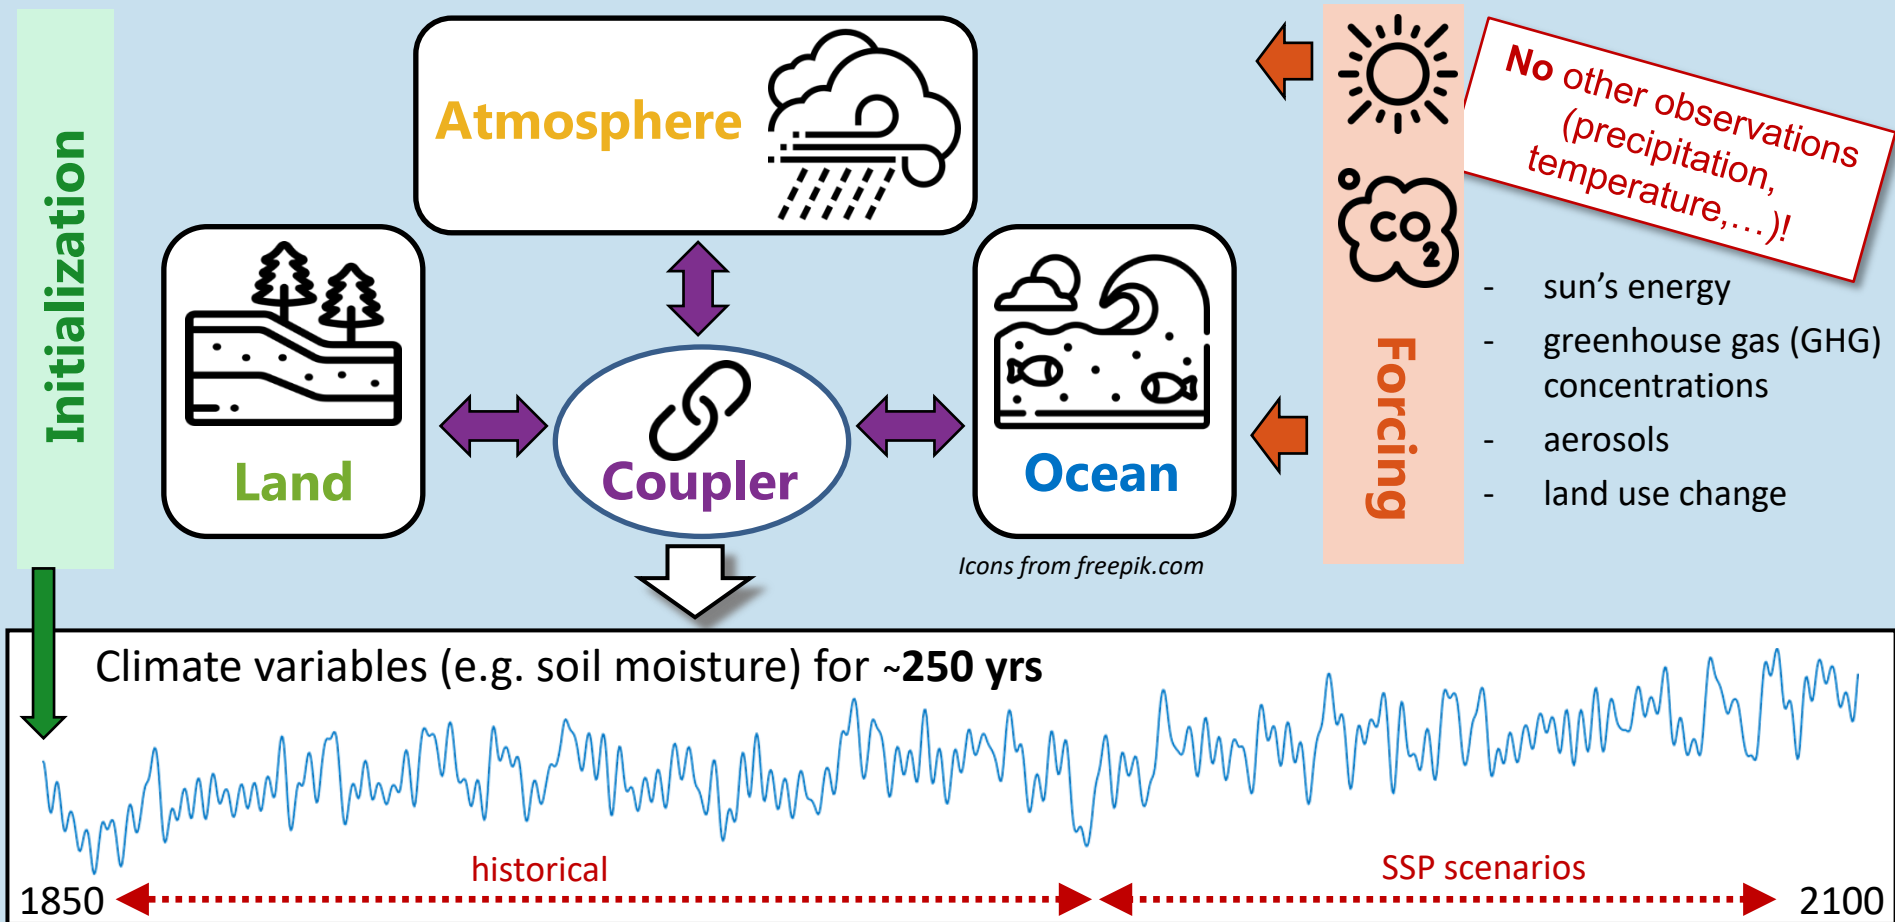 Initialization
Atmosphere
Land
Coupler
Ocean
Icons from freepik.com
CO2
Forcing
No other observations
(precipitation,
temperature,…)!
- sun's energy
- greenhouse gas (GHG)
concentrations
- aerosols
- land use change
Climate variables (e.g. soil moisture) for ~250 yrs
historical
SSP scenarios
1850
2100